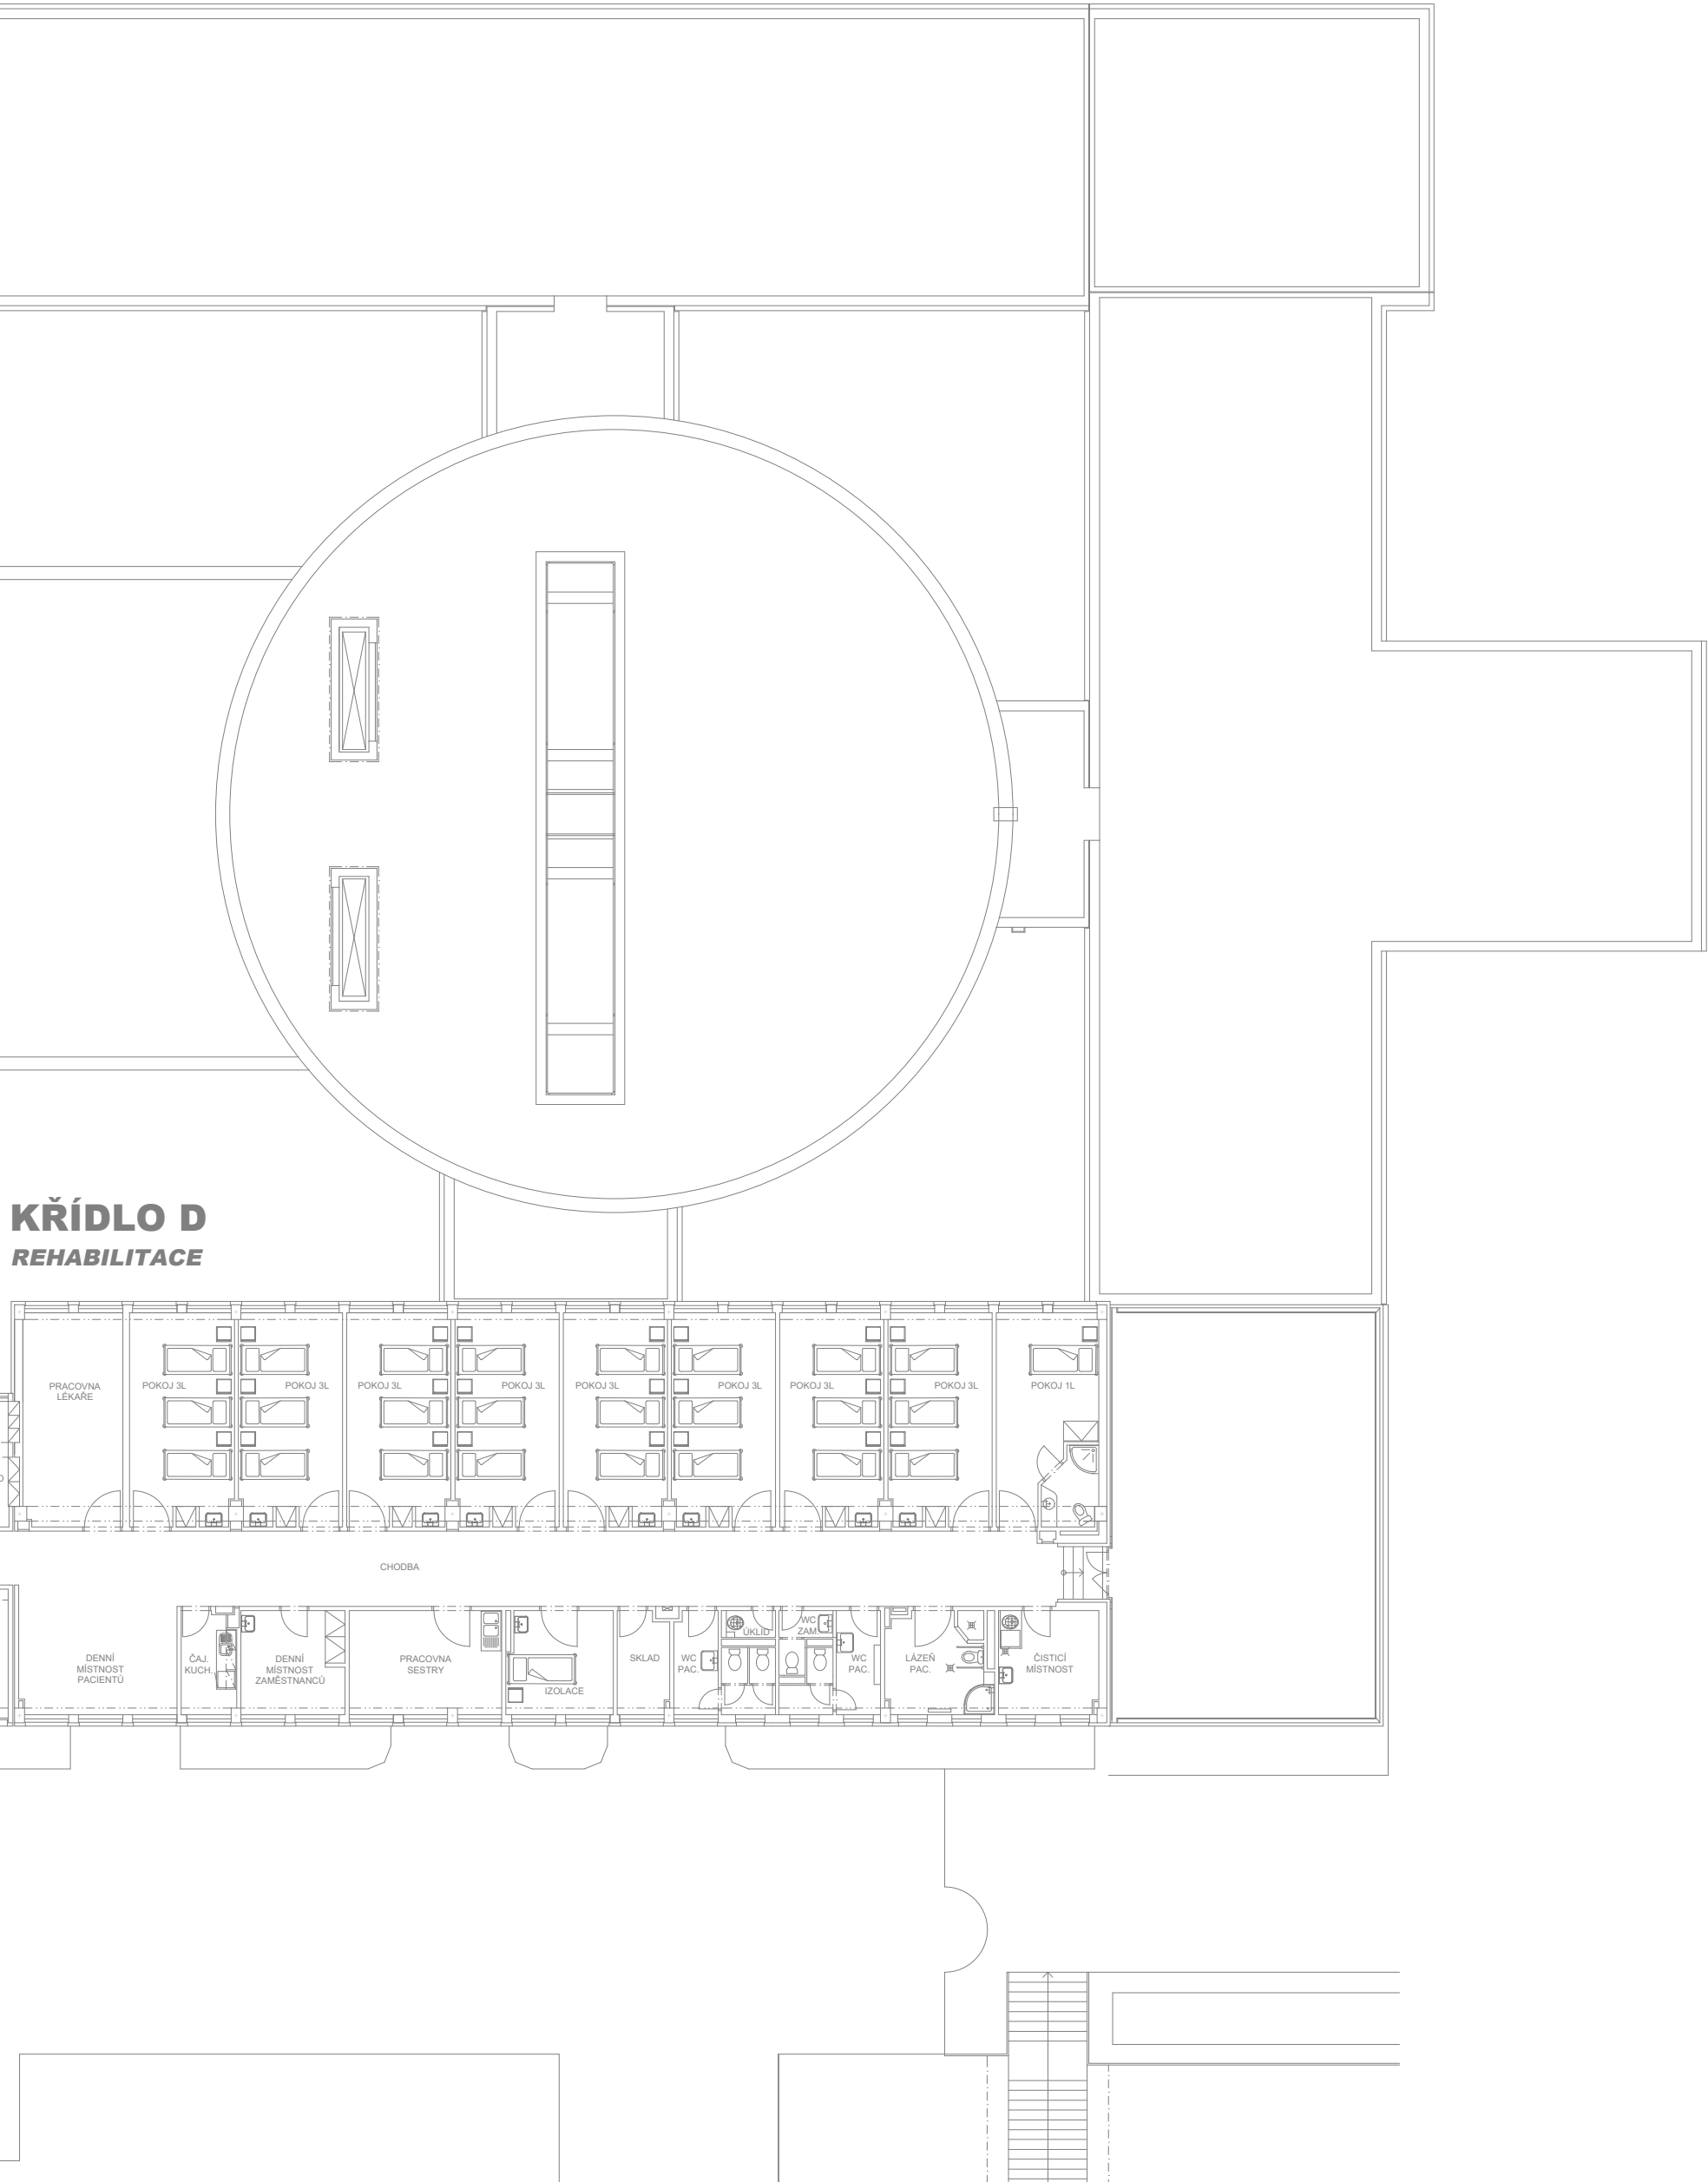 KŘÍDLO D
REHABILITACE
PRACOVNA
LÉKAŘE
POKOJ 3L
POKOJ 3L
POKOJ 3L
POKOJ 3L
POKOJ 3L
POKOJ 3L
POKOJ 3L
POKOJ 3L
POKOJ 1L
CHODBA
DENNÍ
MÍSTNOST
PACIENTŮ
ČAJ.
KUCH.
DENNÍ
MÍSTNOST
ZAMĚSTNANCŮ
PRACOVNA
SESTRY
IZOLACE
SKLAD
WC
PAC.
ÚKLID
WC
ZAM.
WC
PAC.
LÁZEŇ
PAC.
ČISTICÍ
MÍSTNOST